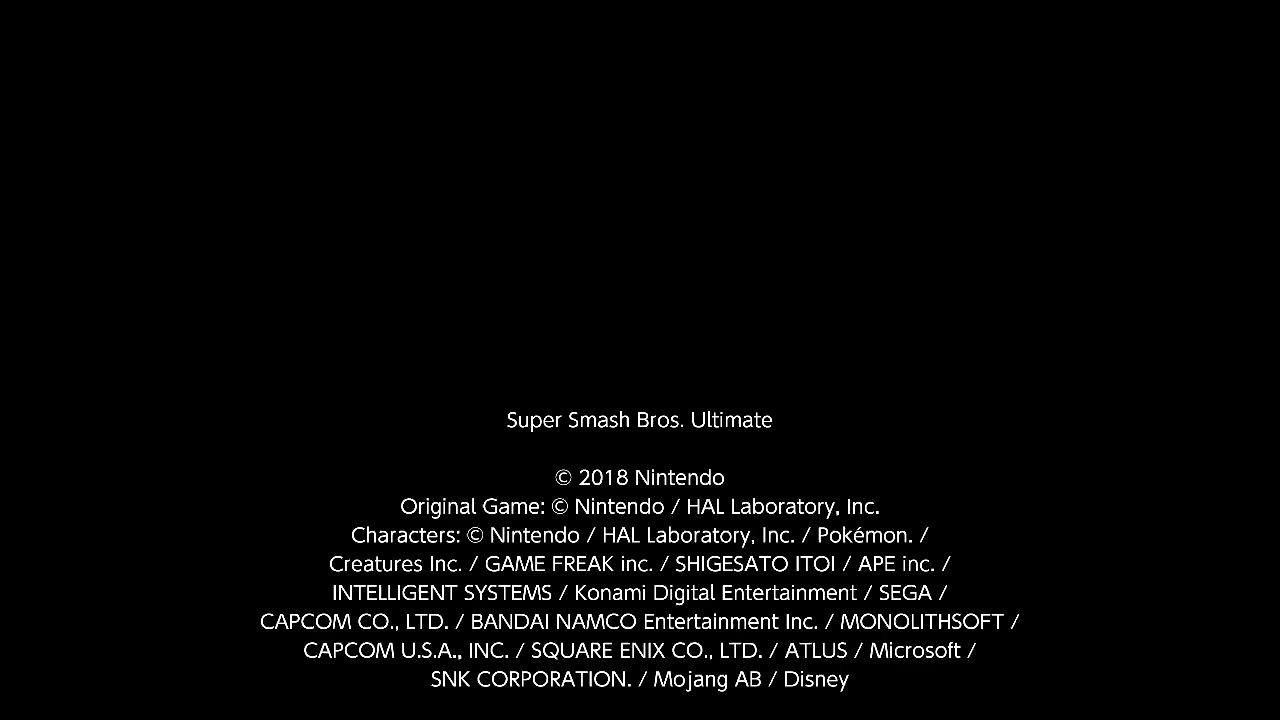 Super Smash Bros. Ultimate
© 2018 Nintendo
Original Game: © Nintendo / HAL Laboratory, Inc.
Characters: © Nintendo / HAL Laboratory, Inc. / Pokémon. /
Creatures Inc. / GAME FREAK inc. / SHIGESATO ITOI / APE inc. /
INTELLIGENT SYSTEMS / Konami Digital Entertainment / SEGA /
CAPCOM CO., LTD. / BANDAI NAMCO Entertainment Inc. / MONOLITHSOFT /
CAPCOM U.S.A., INC. / SQUARE ENIX CO., LTD. / ATLUS / Microsoft /
SNK CORPORATION. / Mojang AB / Disney